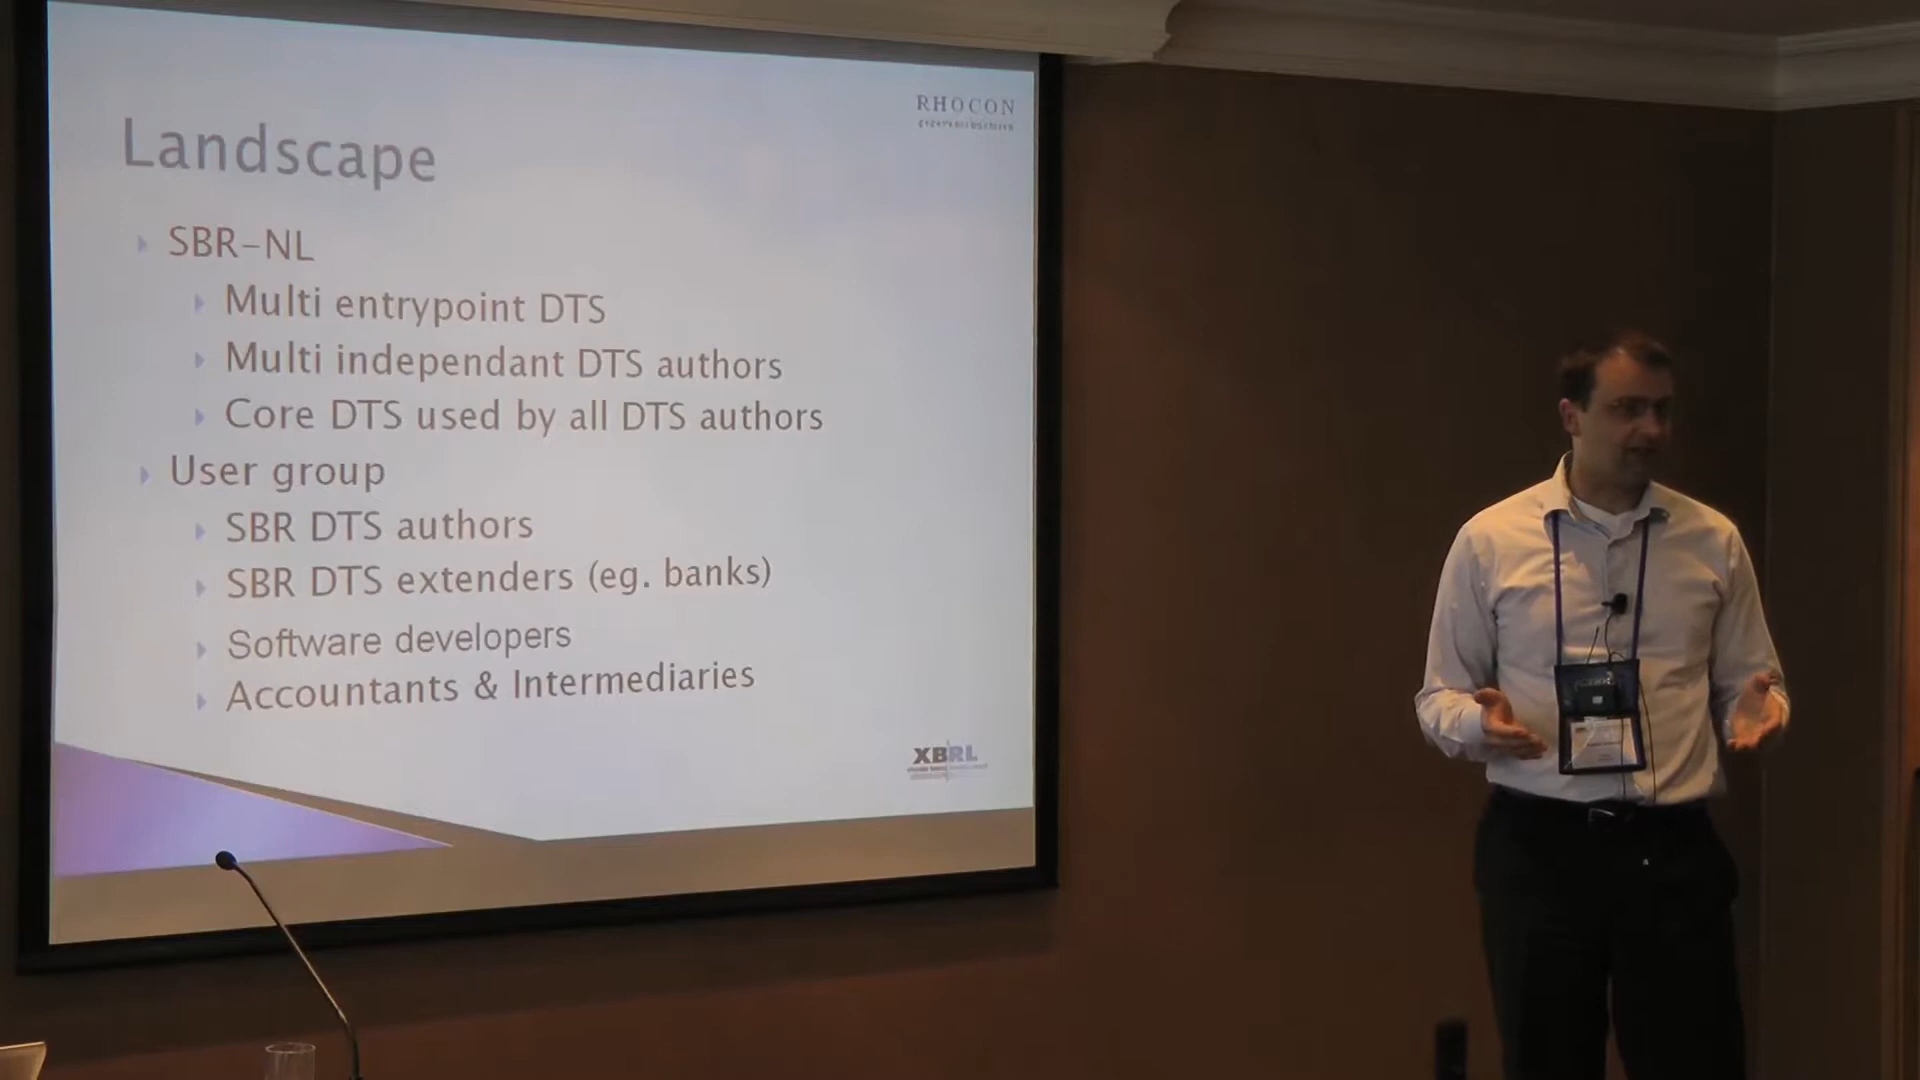 RHOCON
Landscape
SBR-NL
Multi entrypoint DTS
Multi independant DTS authors
Core DTS used by all DTS authors
User group
SBR DTS authors
SBR DTS extenders (eg. banks)
Software developers
Accountants & Intermediaries
XBRL